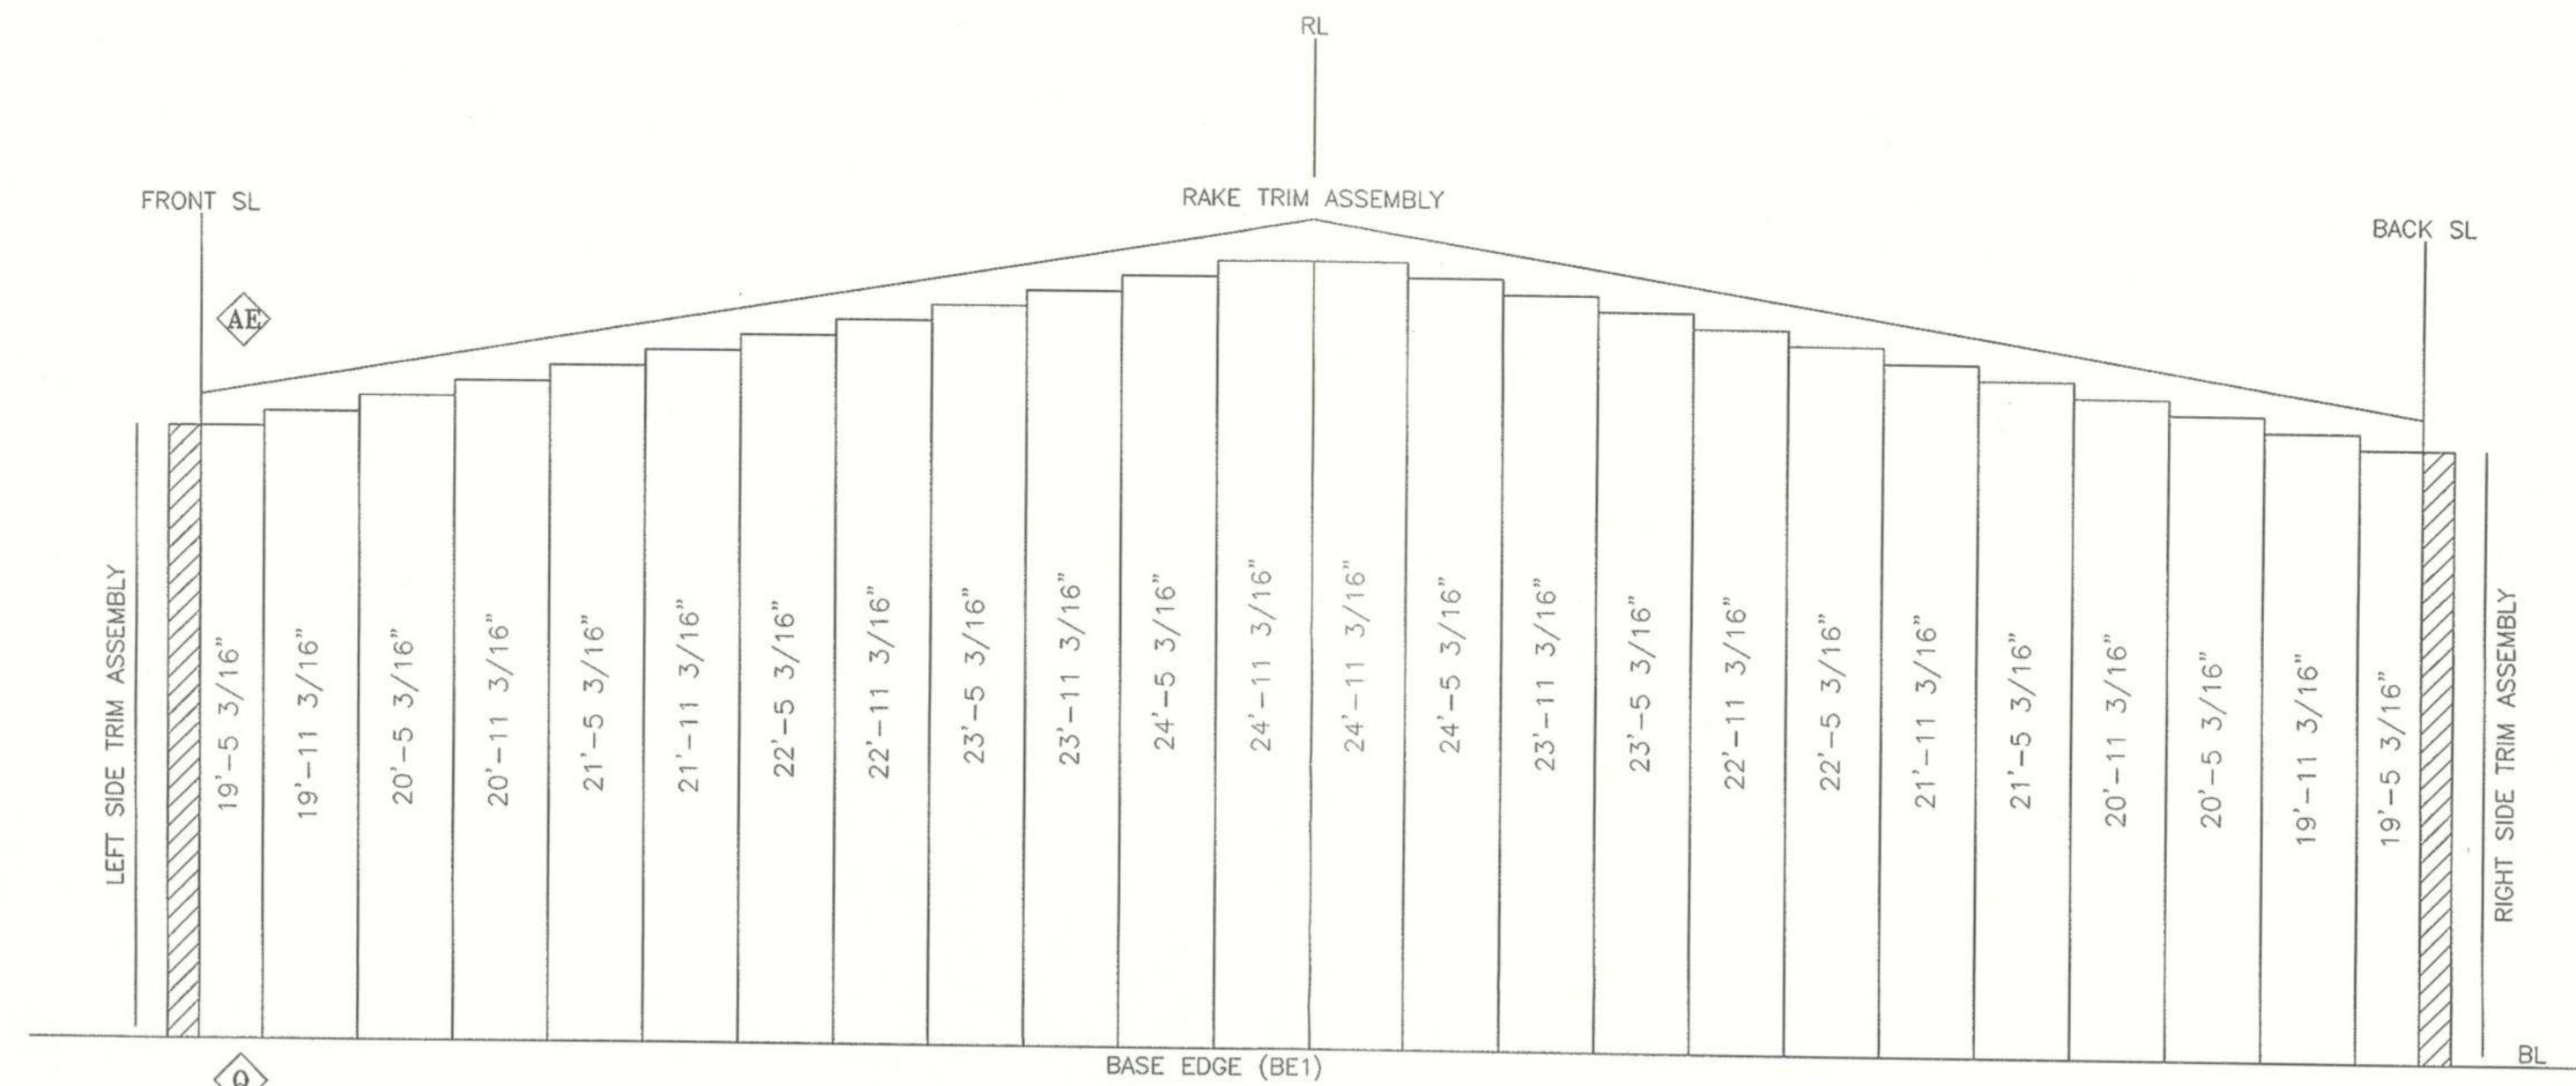 RL
FRONT SL
RAKE TRIM ASSEMBLY
BACK SL
AE
LEFT SIDE TRIM ASSEMBLY
19'-5 3/16"
19'-11 3/16"
20'-5 3/16"
20'-11 3/16"
21'-5 3/16"
21'-11 3/16"
22'-5 3/16"
22'-11 3/16"
23'-5 3/16"
23'-11 3/16"
24'-5 3/16"
24'-11 3/16"
24'-11 3/16"
24'-5 3/16"
23'-11 3/16"
23'-5 3/16"
22'-11 3/16"
22'-5 3/16"
21'-11 3/16"
21'-5 3/16"
20'-11 3/16"
20'-5 3/16"
19'-11 3/16"
19'-5 3/16"
RIGHT SIDE TRIM ASSEMBLY
BASE EDGE (BE1)
BL